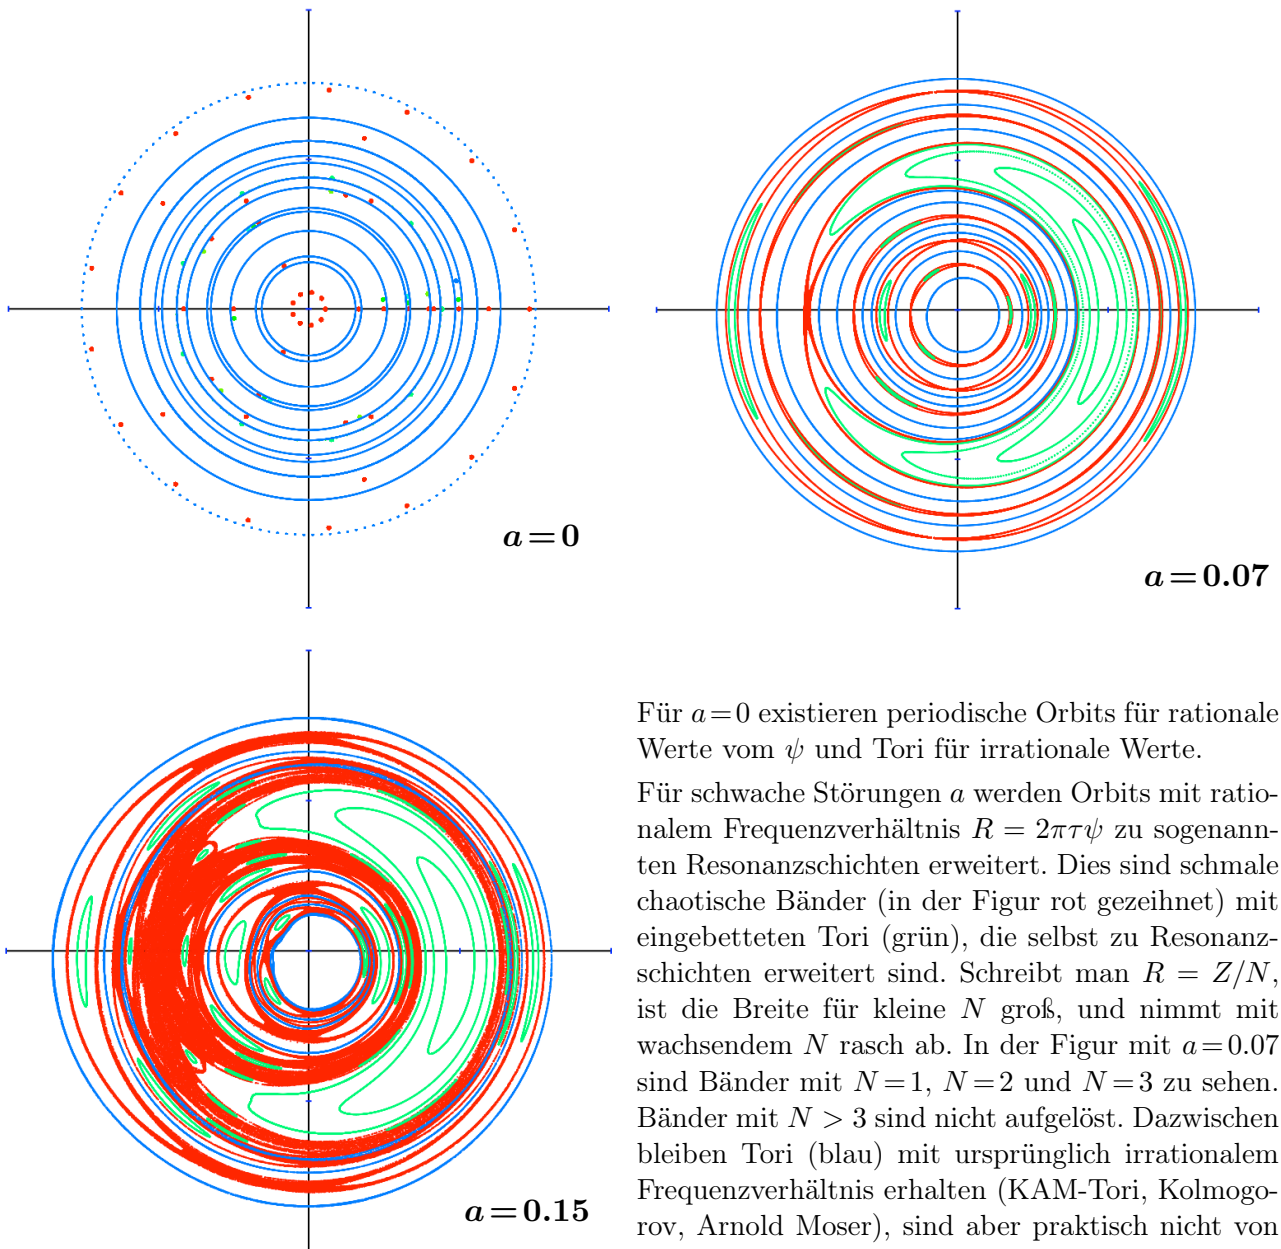 a=0
a=0.07
a=0.15
Für a=0 existieren periodische Orbits für rationale
Werte vom ψ und Tori für irrationale Werte.
Für schwache Störungen a werden Orbits mit ratio-
nalem Frequenzverhältnis R = 2πτψ zu sogenann-
ten Resonanzschichten erweitert. Dies sind schmale
chaotische Bänder (in der Figur rot gezeihnet) mit
eingebetteten Tori (grün), die selbst zu Resonanz-
schichten erweitert sind. Schreibt man R = Z/N,
ist die Breite für kleine N groß, und nimmt mit
wachsendem N rasch ab. In der Figur mit a=0.07
sind Bänder mit N=1, N=2 und N=3 zu sehen.
Bänder mit N > 3 sind nicht aufgelöst. Dazwischen
bleiben Tori (blau) mit ursprünglich irrationalem
Frequenzverhältnis erhalten (KAM-Tori, Kolmogo-
rov, Arnold Moser), sind aber praktisch nicht von